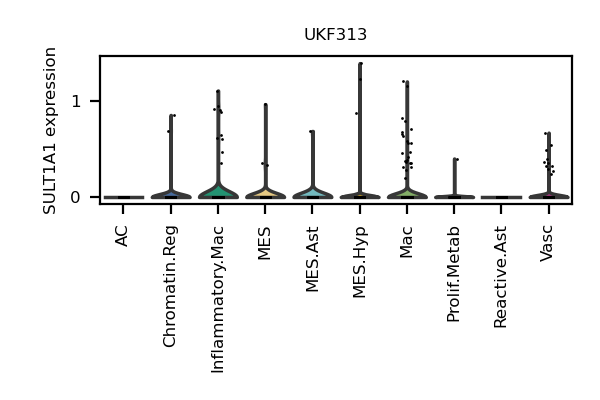 UKF313
SULT1A1 expression
1
0
AC
Chromatin.Reg
Inflammatory.Mac
MES
MES.Ast
MES.Hyp
Mac
Prolif.Metab
Reactive.Ast
Vasc